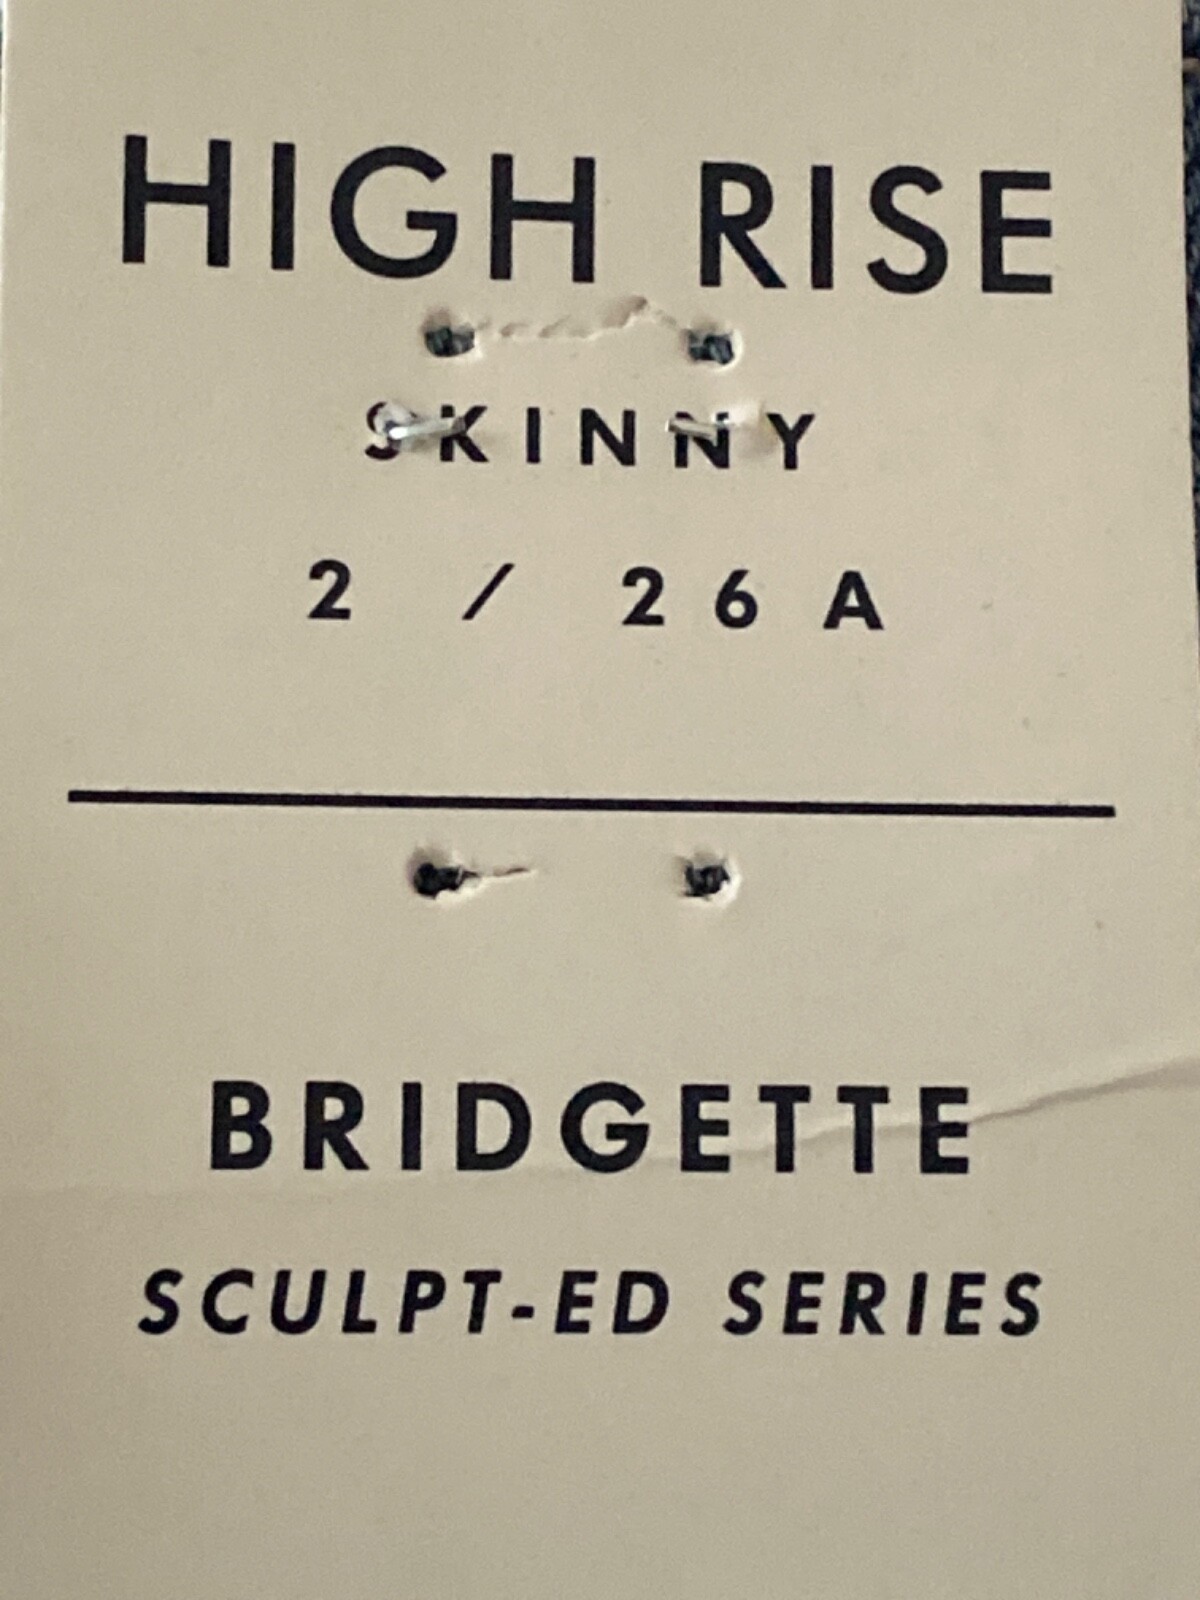 HIGH RISE
SKINNY
2 / 26A
BRIDGETTE
SCULPT-ED SERIES